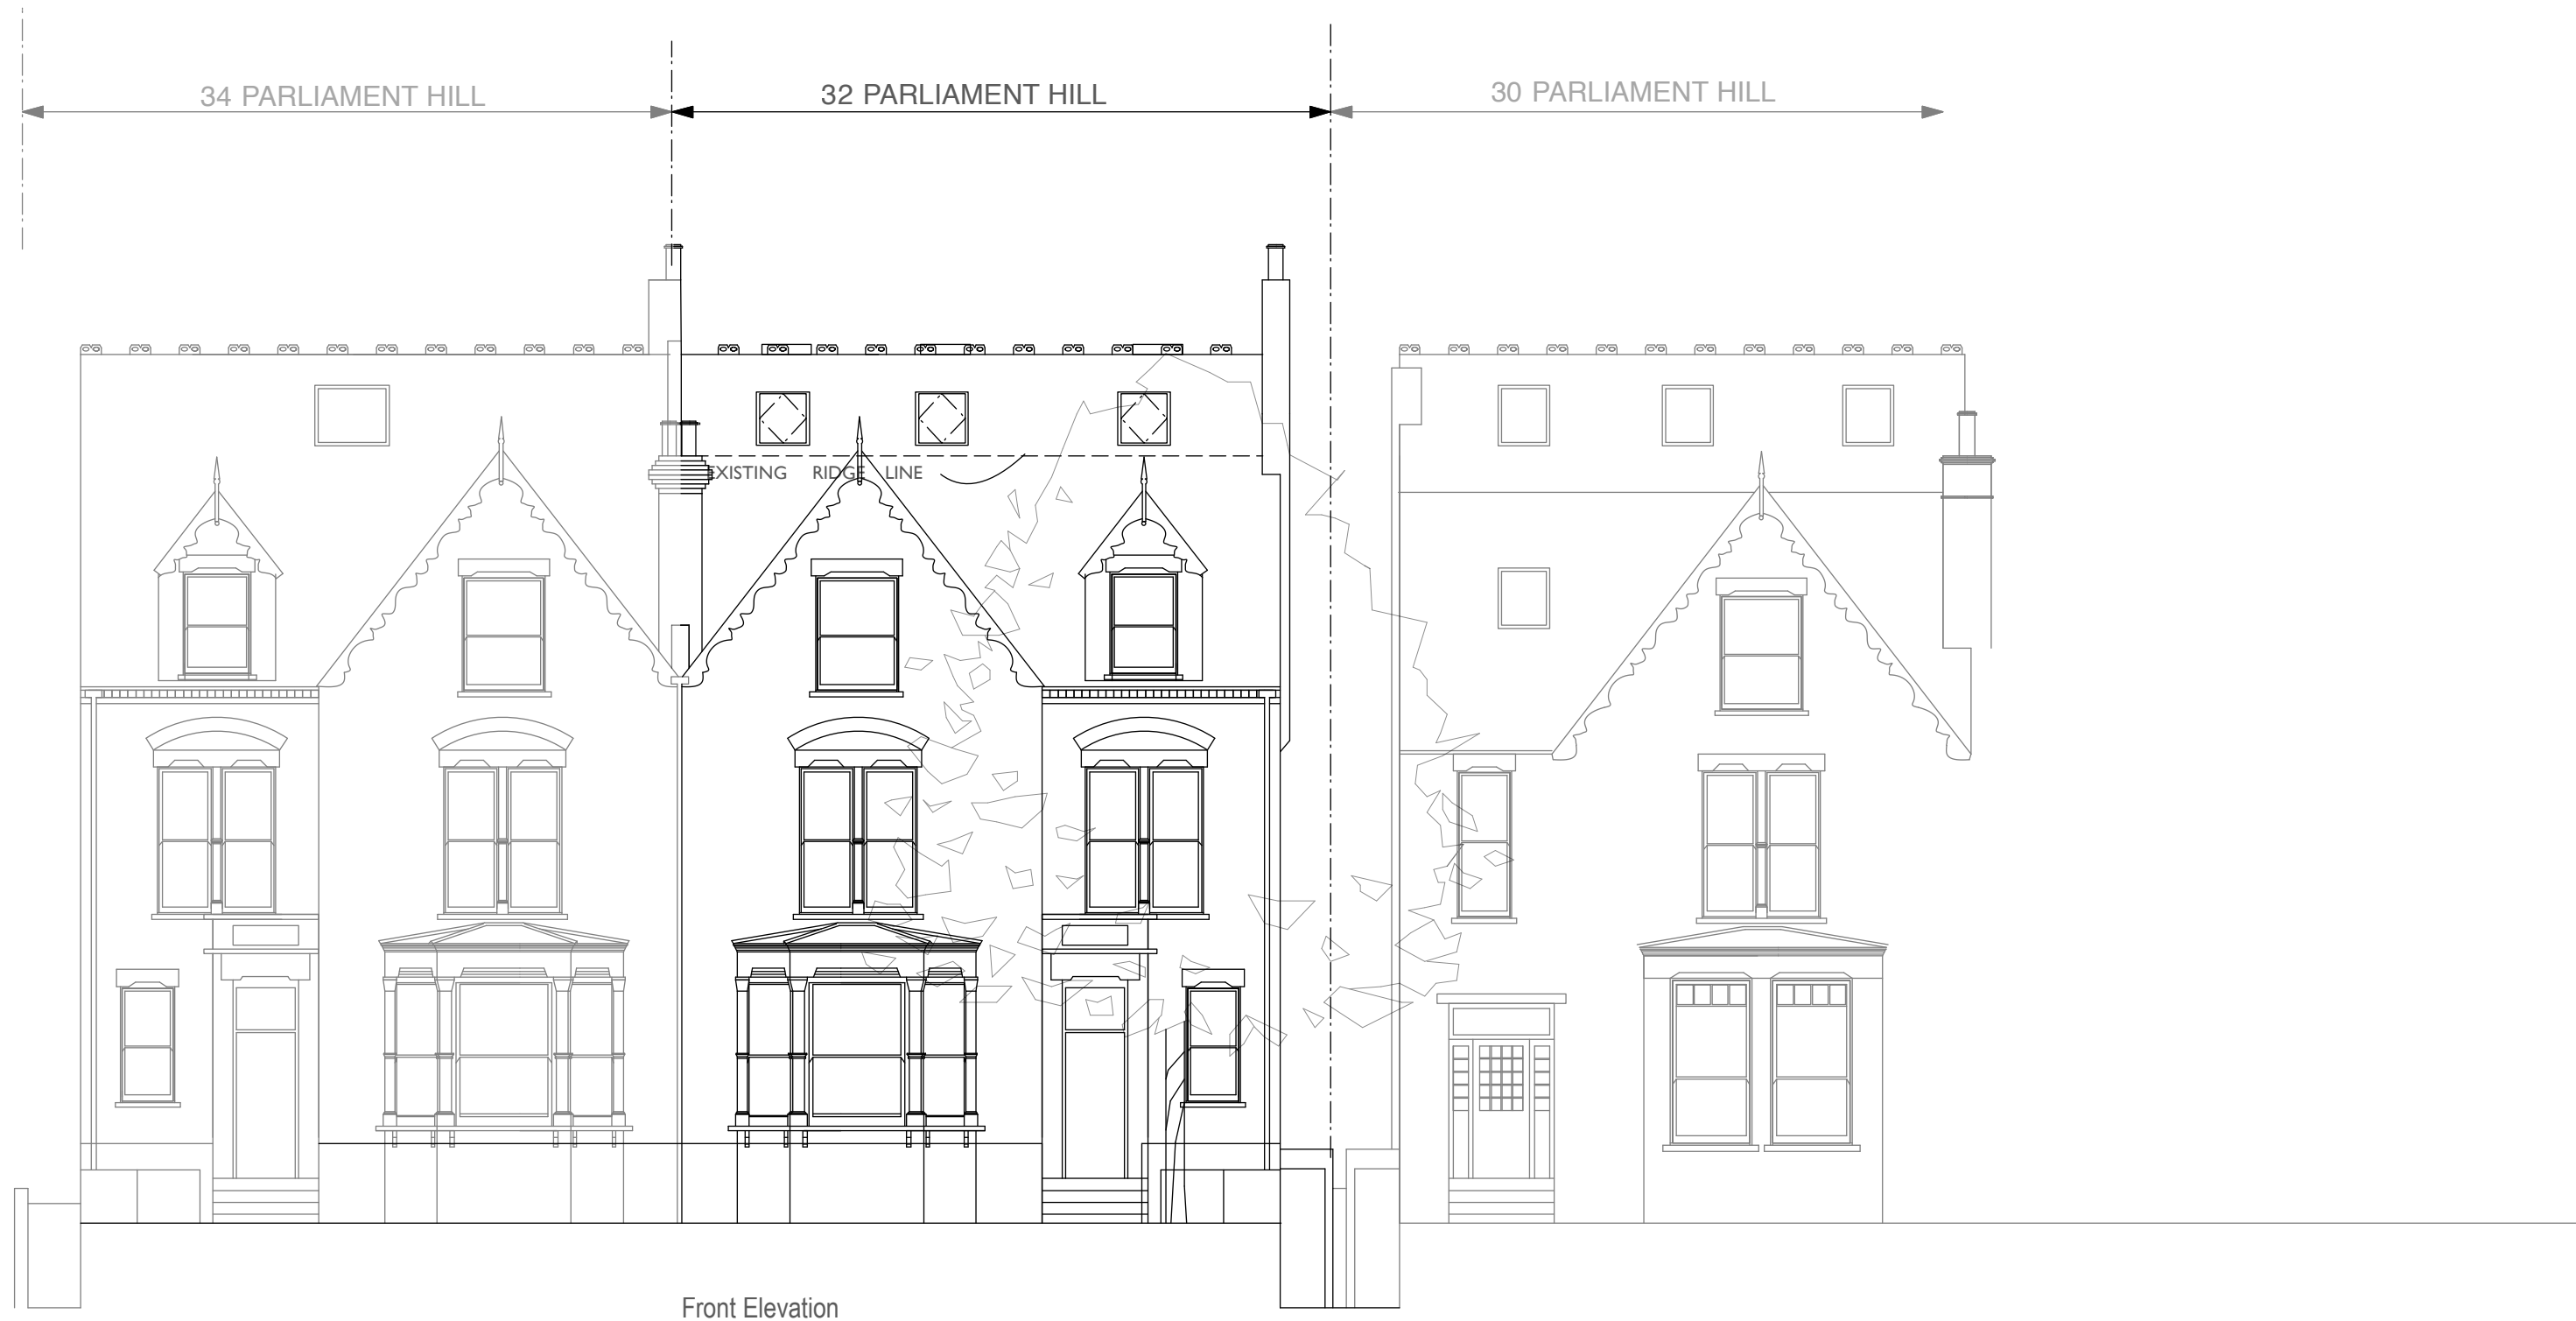 34 PARLIAMENT HILL
32 PARLIAMENT HILL
30 PARLIAMENT HILL
EXISTING RIDGE LINE
Front Elevation